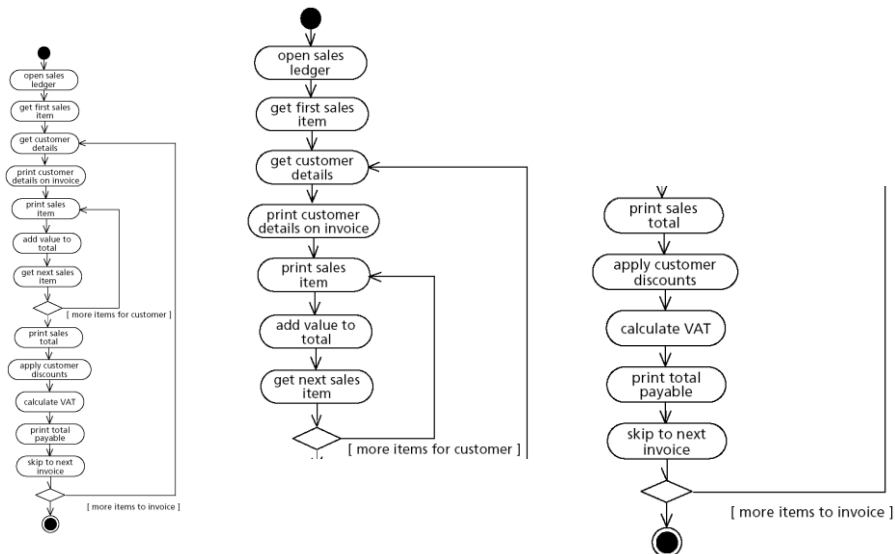 open sales
ledger
get first sales
item
get customer
details
print customer
details on invoice
print sales
item
add value to
total
get next sales
item
[ more items for customer ]
print sales
total
apply customer
discounts
calculate VAT
print total
payable
skip to next
invoice
[ more items to invoice ]
open sales
ledger
get first sales
item
get customer
details
print customer
details on invoice
print sales
item
add value to
total
get next sales
item
[ more items for customer ]
print sales
total
apply customer
discounts
calculate VAT
print total
payable
skip to next
invoice
[ more items to invoice ]